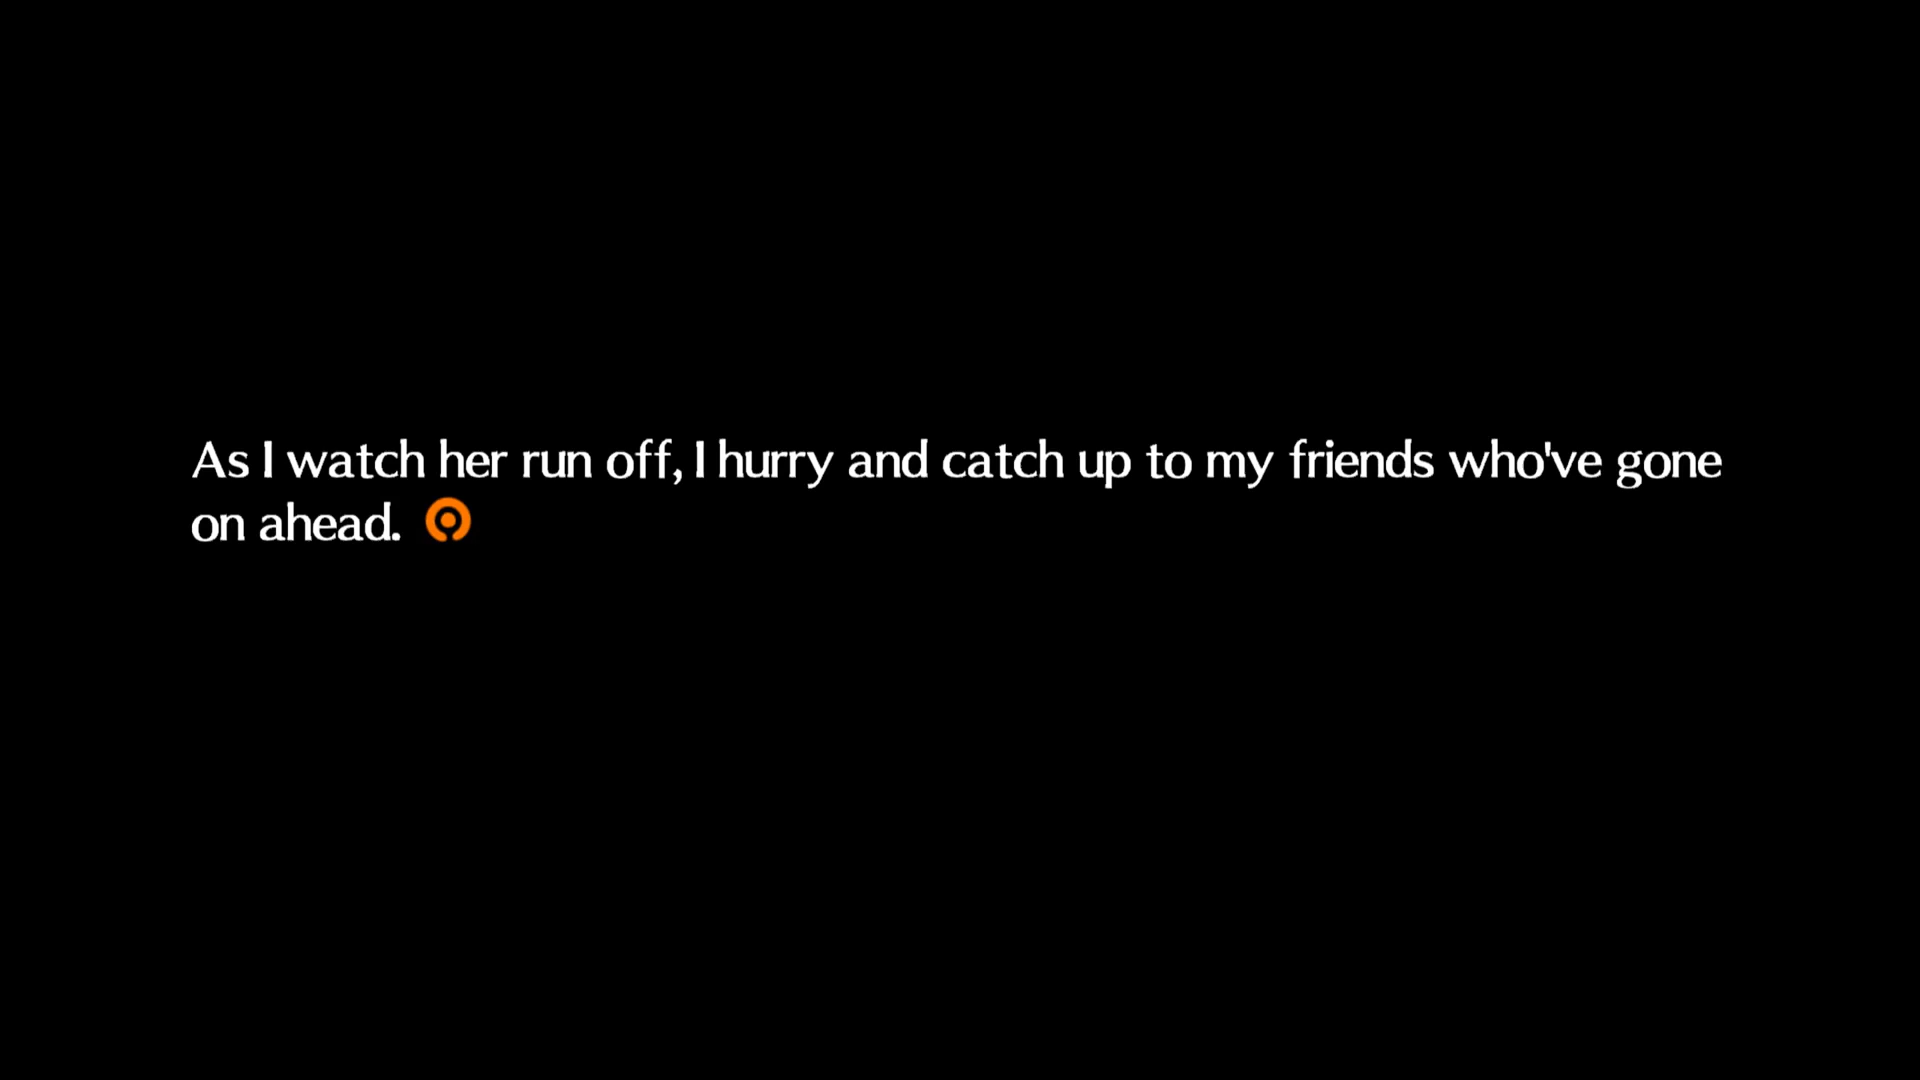 As I watch her run off, I hurry and catch up to my friends who've gone
on ahead.